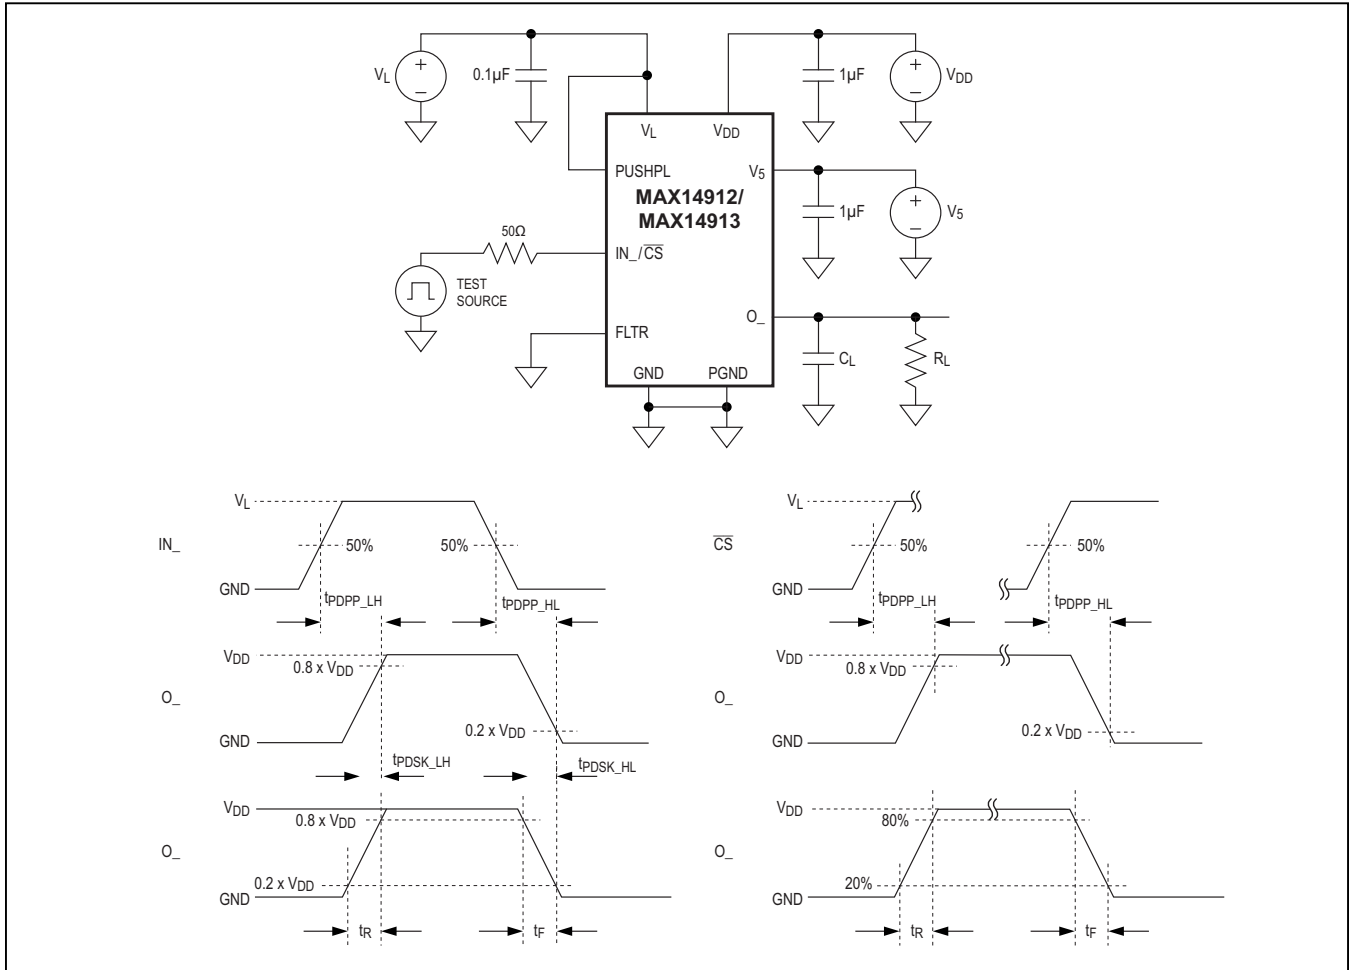 VL
0.1µF
1µF
VDD
VL
VDD
PUSHPL
V5
MAX14912/
MAX14913
1µF
V5
50Ω
IN_/C̅S̅
TEST
SOURCE
O_
FLTR
CL
RL
GND
PGND
VL
IN_
50%
50%
GND
tPDPP_LH
tPDPP_HL
VDD
0.8 x VDD
O_
0.2 x VDD
GND
tPDSK_LH
tPDSK_HL
VDD
0.8 x VDD
O_
0.2 x VDD
GND
tR
tF
VL
C̅S̅
50%
50%
GND
tPDPP_LH
tPDPP_HL
VDD
0.8 x VDD
O_
0.2 x VDD
GND
VDD
80%
O_
20%
GND
tR
tF